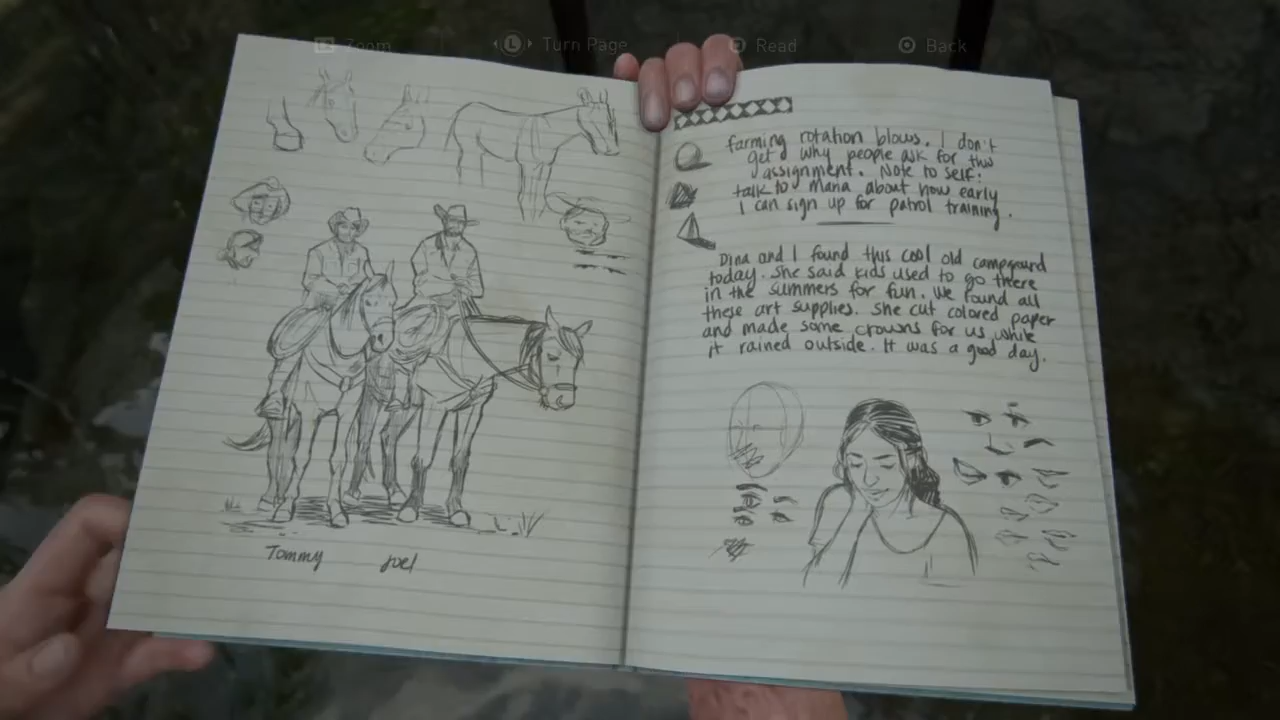 Zoom
L
Turn Page
Read
Back
Tommy
Joel
farming rotation blows. I don't
get why people ask for this
assignment. Note to self:
talk to Maria about how early
I can sign up for patrol training.
Dina and I found this cool old campground
today. She said kids used to go there
in the summers for fun. We found all
these art supplies. She cut colored paper
and made some crowns for us while
it rained outside. It was a good day.